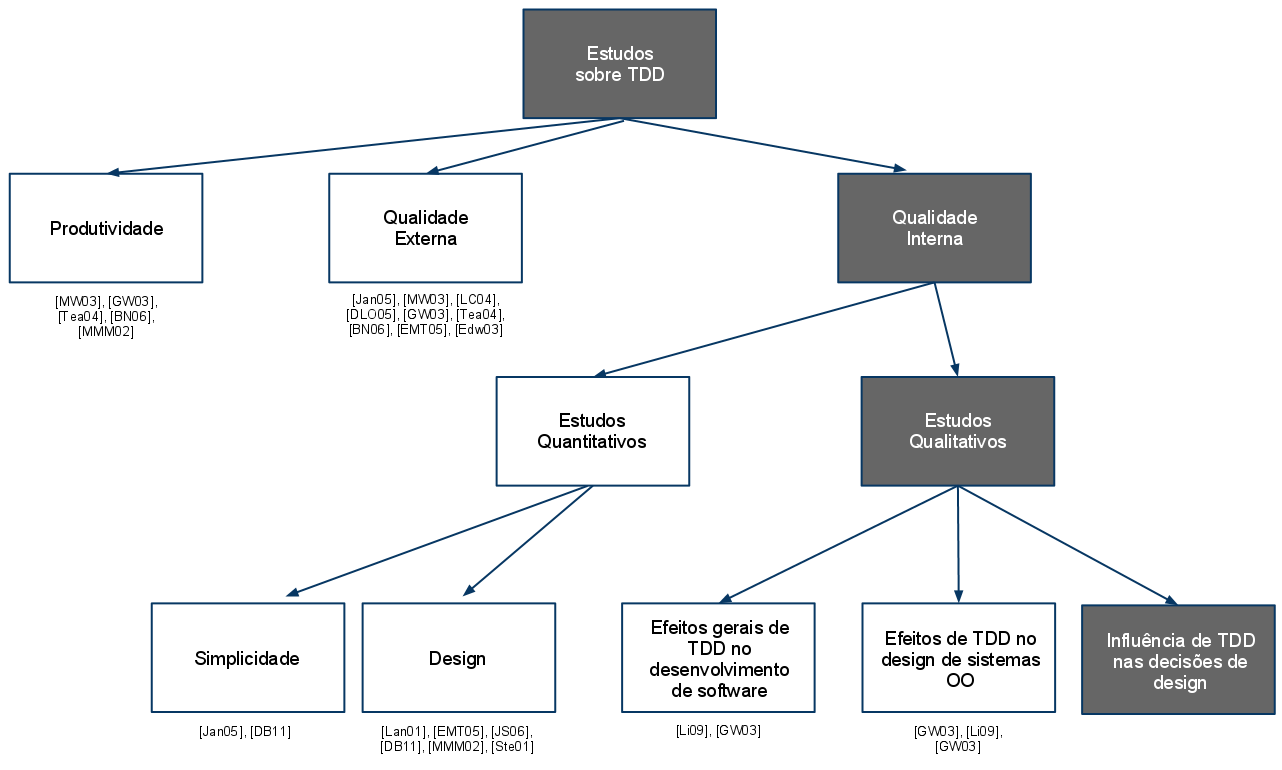 Estudos
sobre TDD
Produtividade
Qualidade
Externa
Qualidade
Interna
[MW03], [GW03],
[Tea04], [BN06],
[MMM02]
[Jan05], [MW03], [LC04],
[DLO05], [GW03], [Tea04],
[BN06], [EMT05], [Edw03]
Estudos
Quantitativos
Estudos
Qualitativos
Simplicidade
Design
Efeitos gerais de
TDD no
desenvolvimento
de software
Efeitos de TDD no
design de sistemas
OO
Influência de TDD
nas decisões de
design
[Jan05], [DB11]
[Lan01], [EMT05], [JS06],
[DB11], [MMM02], [Ste01]
[Li09], [GW03]
[GW03], [Li09],
[GW03]